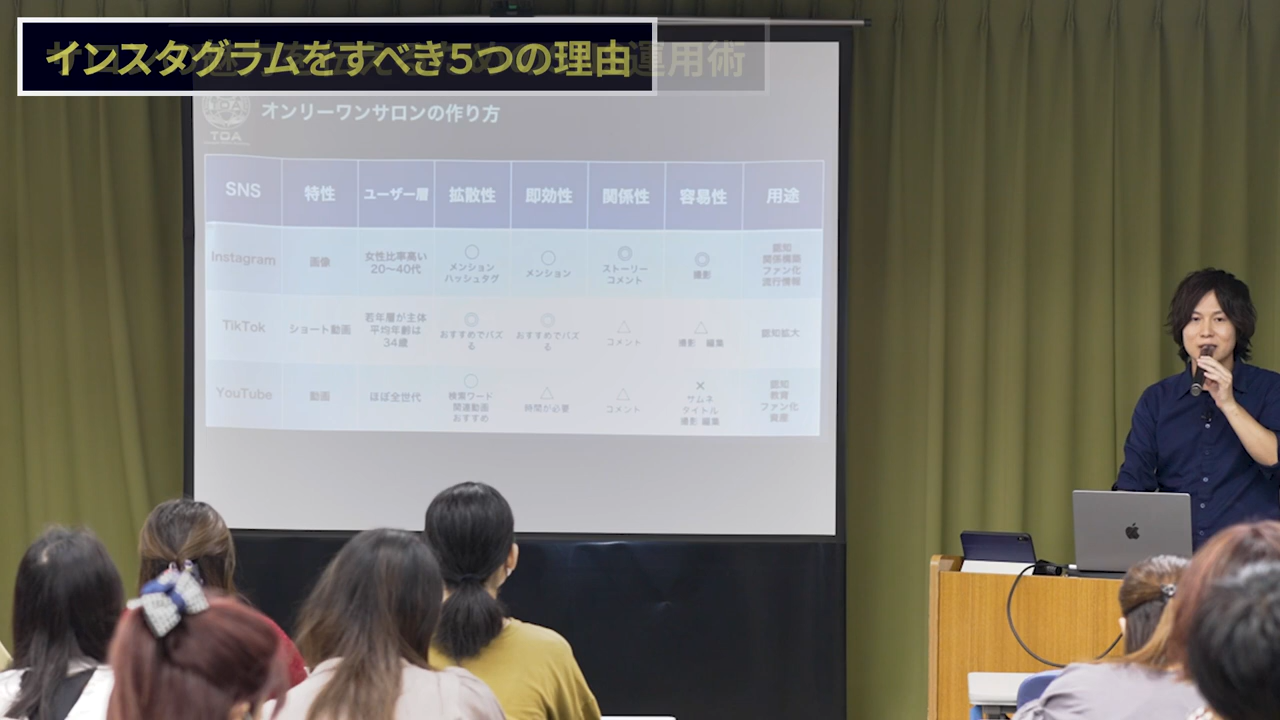 インスタグラムをすべき5つの理由
運用術
TOA
オンリーワンサロンの作り方
SNS 特性 ユーザー層 拡散性 即効性 関係性 容易性 用途
Instagram 画像 女性比率高い 20〜40代 ○ メンション ハッシュタグ ○ メンション ◎ ストーリー コメント ◎ 撮影 認知 関係構築 ファン化 流行情報
TikTok ショート動画 若年層が主体 平均年齢は 34歳 ◎ おすすめでバズる ◎ おすすめでバズる △ コメント △ 撮影 編集 認知拡大
YouTube 動画 ほぼ全世代 ○ 検索ワード 関連動画 おすすめ △ 時間が必要 △ コメント × サムネ タイトル 撮影 編集 認知 教育 ファン化 資産